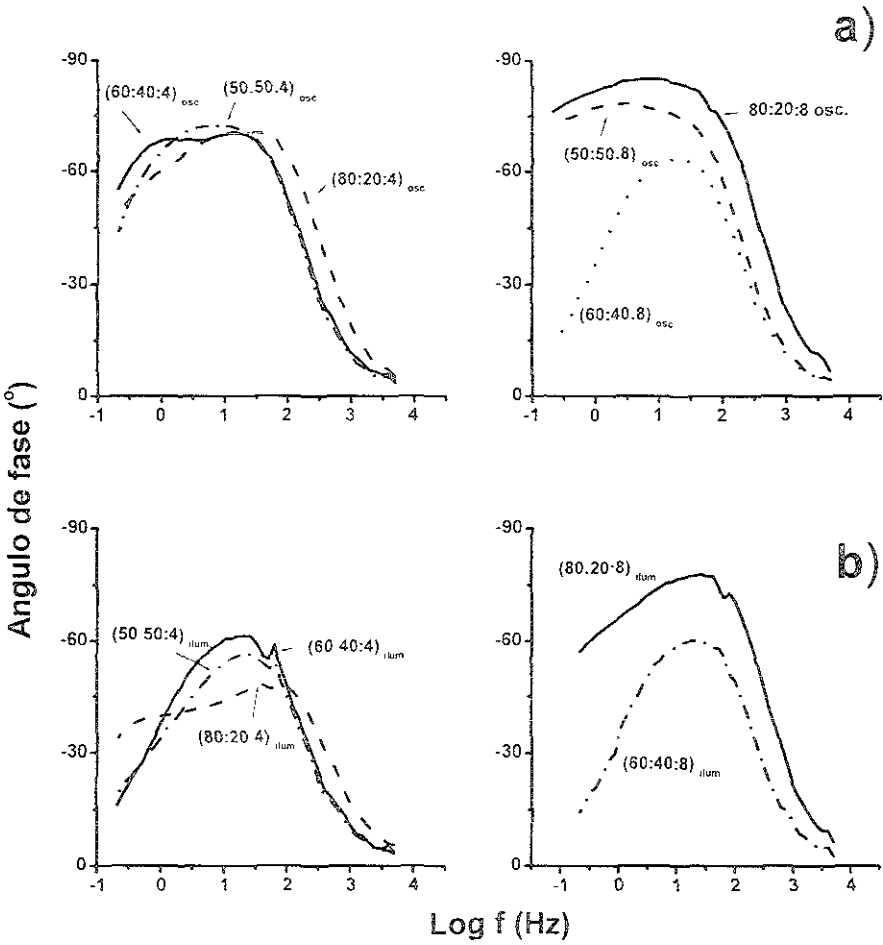 a)
-90
-60
-30
0
-1 0 1 2 3 4
(60:40:4) osc
(50.50.4) osc
(80:20:4) osc
-90
-60
-30
0
-1 0 1 2 3 4
80:20:8 osc.
(50:50.8) osc
(60:40.8) osc
Angulo de fase (°)
b)
-90
-60
-30
0
-1 0 1 2 3 4
(50 50:4) ilum
(60 40:4) ilum
(80:20 4) ilum
-90
-60
-30
0
-1 0 1 2 3 4
(80.20·8) ilum
(60:40:8) ilum
Log f (Hz)